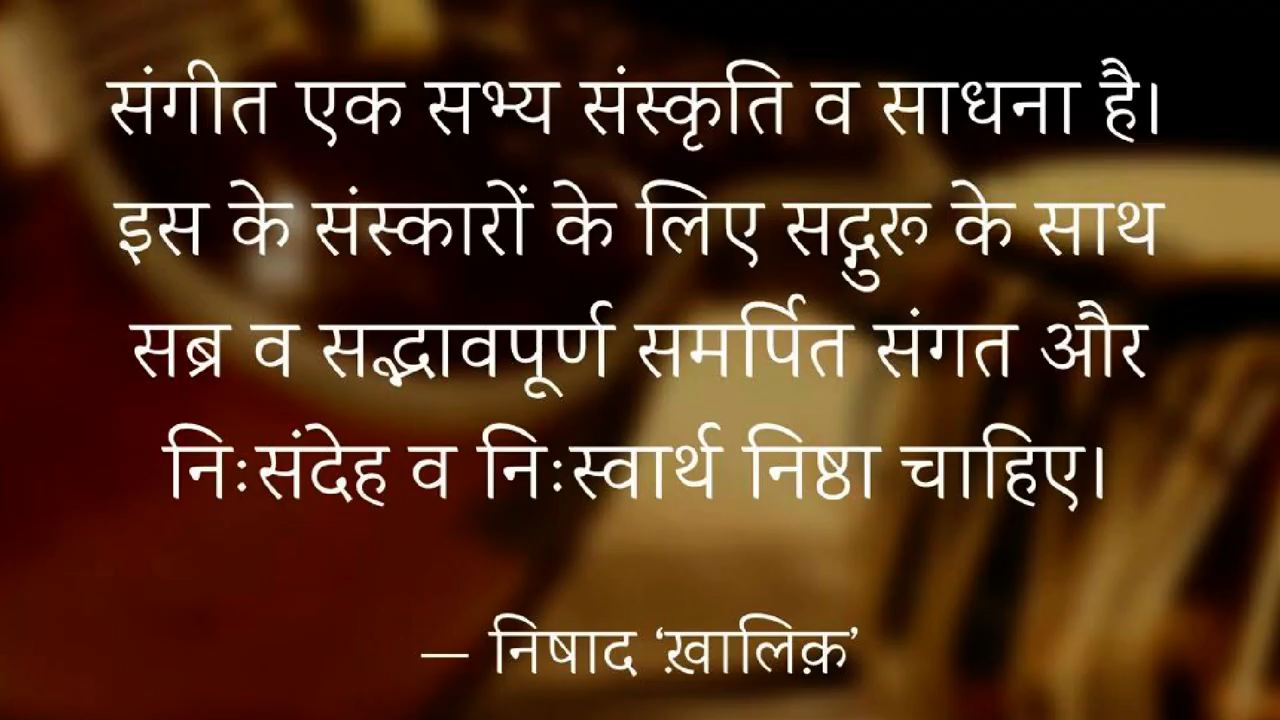 संगीत एक सभ्य संस्कृति व साधना है।
इस के संस्कारों के लिए सद्गुरू के साथ
सब्र व सद्भावपूर्ण समर्पित संगत और
निःसंदेह व निःस्वार्थ निष्ठा चाहिए।
— निषाद ‘ख़ालिक़’